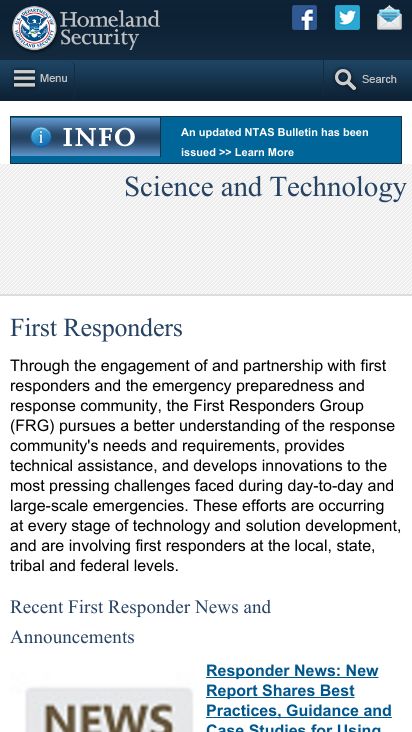 Homeland
Security
Menu
Search
INFO
An updated NTAS Bulletin has been
issued >> Learn More
Science and Technology
First Responders
Through the engagement of and partnership with first
responders and the emergency preparedness and
response community, the First Responders Group
(FRG) pursues a better understanding of the response
community's needs and requirements, provides
technical assistance, and develops innovations to the
most pressing challenges faced during day-to-day and
large-scale emergencies. These efforts are occurring
at every stage of technology and solution development,
and are involving first responders at the local, state,
tribal and federal levels.
Recent First Responder News and
Announcements
Responder News: New
Report Shares Best
Practices, Guidance and
Case Studies for Using
NEWS